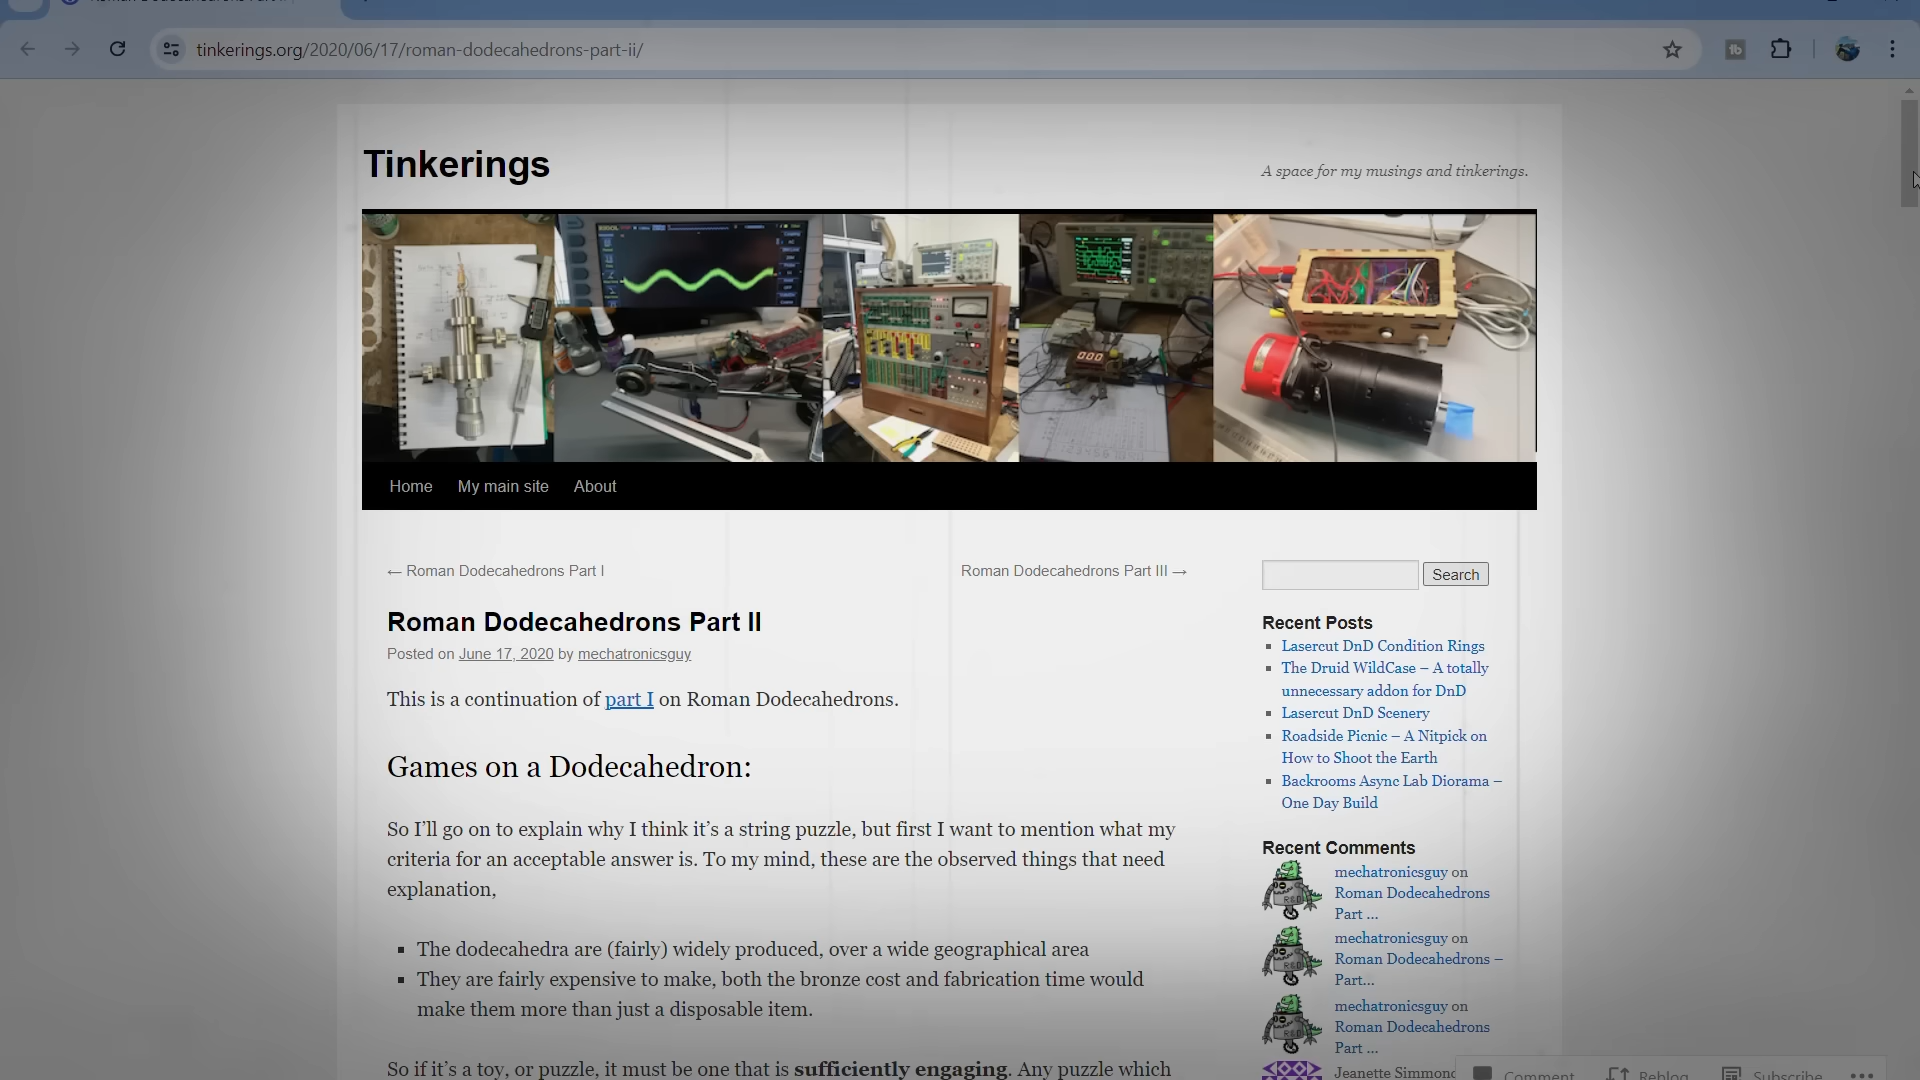 tinkerings.org/2020/06/17/roman-dodecahedrons-part-ii/
Tinkerings
A space for my musings and tinkerings.
Home My main site About
← Roman Dodecahedrons Part I
Roman Dodecahedrons Part III →
Roman Dodecahedrons Part II
Posted on June 17, 2020 by mechatronicsguy
This is a continuation of part I on Roman Dodecahedrons.
Games on a Dodecahedron:
So I’ll go on to explain why I think it’s a string puzzle, but first I want to mention what my
criteria for an acceptable answer is. To my mind, these are the observed things that need
explanation,
▪ The dodecahedra are (fairly) widely produced, over a wide geographical area
▪ They are fairly expensive to make, both the bronze cost and fabrication time would
make them more than just a disposable item.
So if it’s a toy, or puzzle, it must be one that is sufficiently engaging. Any puzzle which
Search
Recent Posts
▪ Lasercut DnD Condition Rings
▪ The Druid WildCase – A totally
unnecessary addon for DnD
▪ Lasercut DnD Scenery
▪ Roadside Picnic – A Nitpick on
How to Shoot the Earth
▪ Backrooms Async Lab Diorama –
One Day Build
Recent Comments
mechatronicsguy on
Roman Dodecahedrons
Part ...
mechatronicsguy on
Roman Dodecahedrons –
Part...
mechatronicsguy on
Roman Dodecahedrons
Part ...
Jeanette Simmond
Comment Reblog Subscribe
000
R&D
R&D
R&D